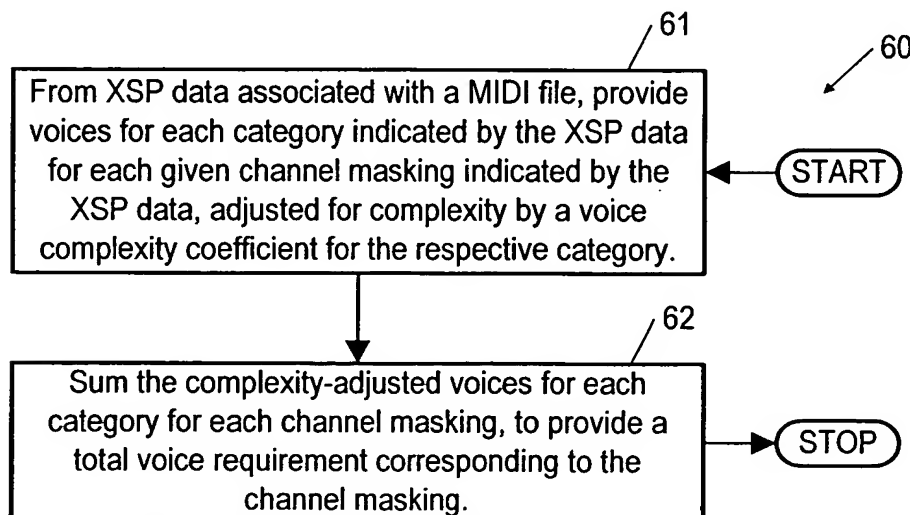 61
60
From XSP data associated with a MIDI file, provide
voices for each category indicated by the XSP data
for each given channel masking indicated by the
XSP data, adjusted for complexity by a voice
complexity coefficient for the respective category.
START
62
Sum the complexity-adjusted voices for each
category for each channel masking, to provide a
total voice requirement corresponding to the
channel masking.
STOP